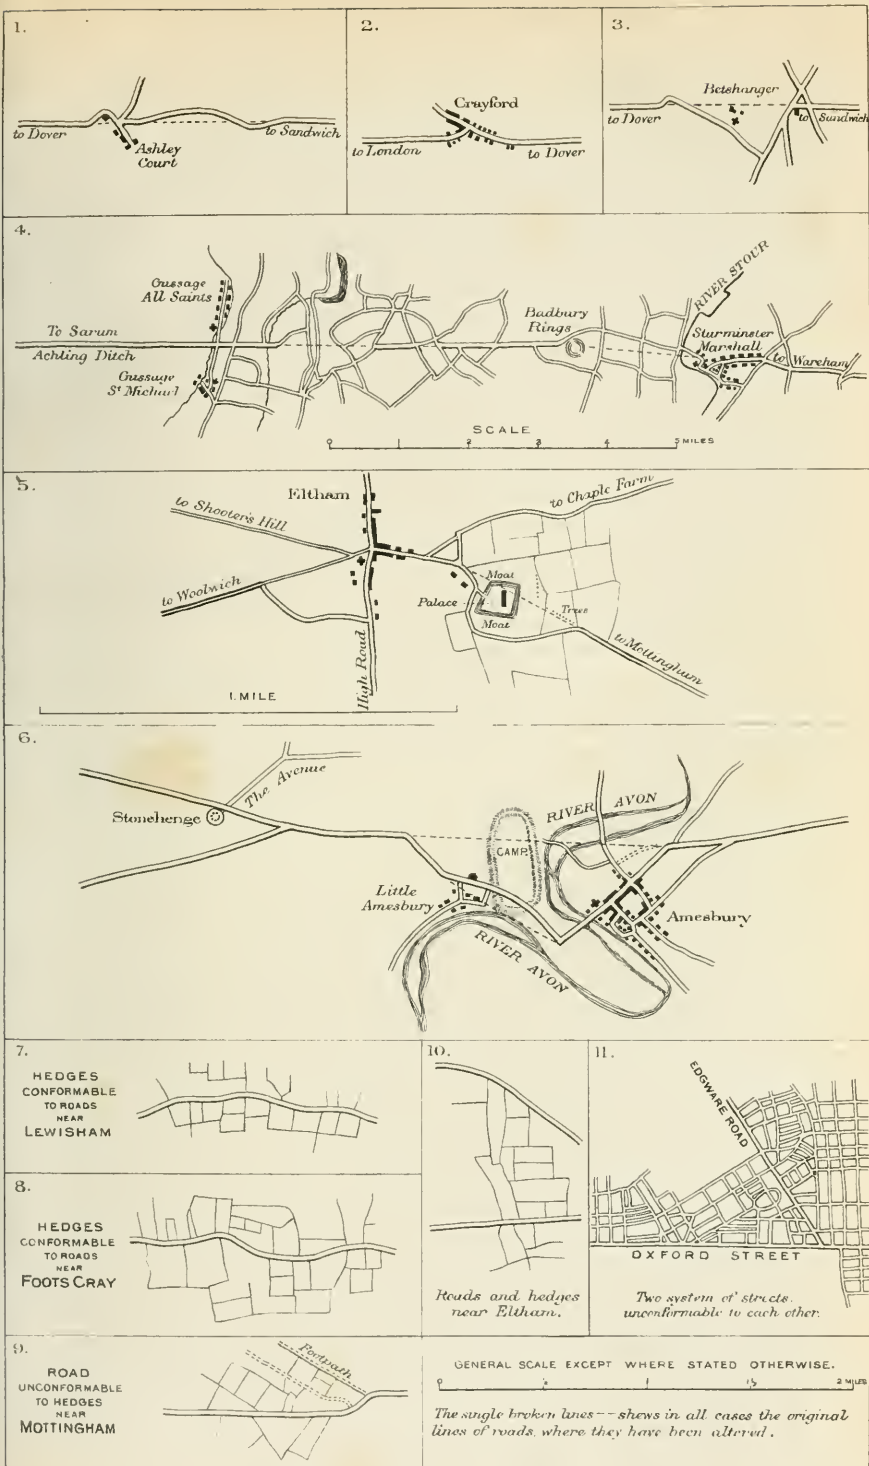 1.
to Dover
to Sandwich
Ashley
Court
2.
Crayford
to London
to Dover
3.
Betshanger
to Dover
to Sandwich
4.
Gussage
All Saints
To Sarum
Achling Ditch
Gussage
St Michael
Badbury
Rings
RIVER STOUR
Sturminster
Marshall
to Wareham
SCALE
0 1 2 3 4 5 MILES
5.
Eltham
to Shooter's Hill
to Woolwich
High Road
to Chaple Farm
Moat
Palace
Trees
Moat
to Mottingham
1. MILE
6.
The Avenue
Stonehenge
RIVER AVON
CAMP.
Little
Amesbury
Amesbury
RIVER AVON
7.
HEDGES
CONFORMABLE
TO ROADS
NEAR
LEWISHAM
8.
HEDGES
CONFORMABLE
TO ROADS
NEAR
FOOTS CRAY
9.
ROAD
UNCONFORMABLE
TO HEDGES
NEAR
MOTTINGHAM
Footpath
10.
Roads and hedges
near Eltham.
11.
EDGWARE ROAD
OXFORD STREET
Two system of streets.
unconformable to each other.
GENERAL SCALE EXCEPT WHERE STATED OTHERWISE.
0 1 2 MILES
The single broken lines -- shews in all cases the original
lines of roads, where they have been altered.